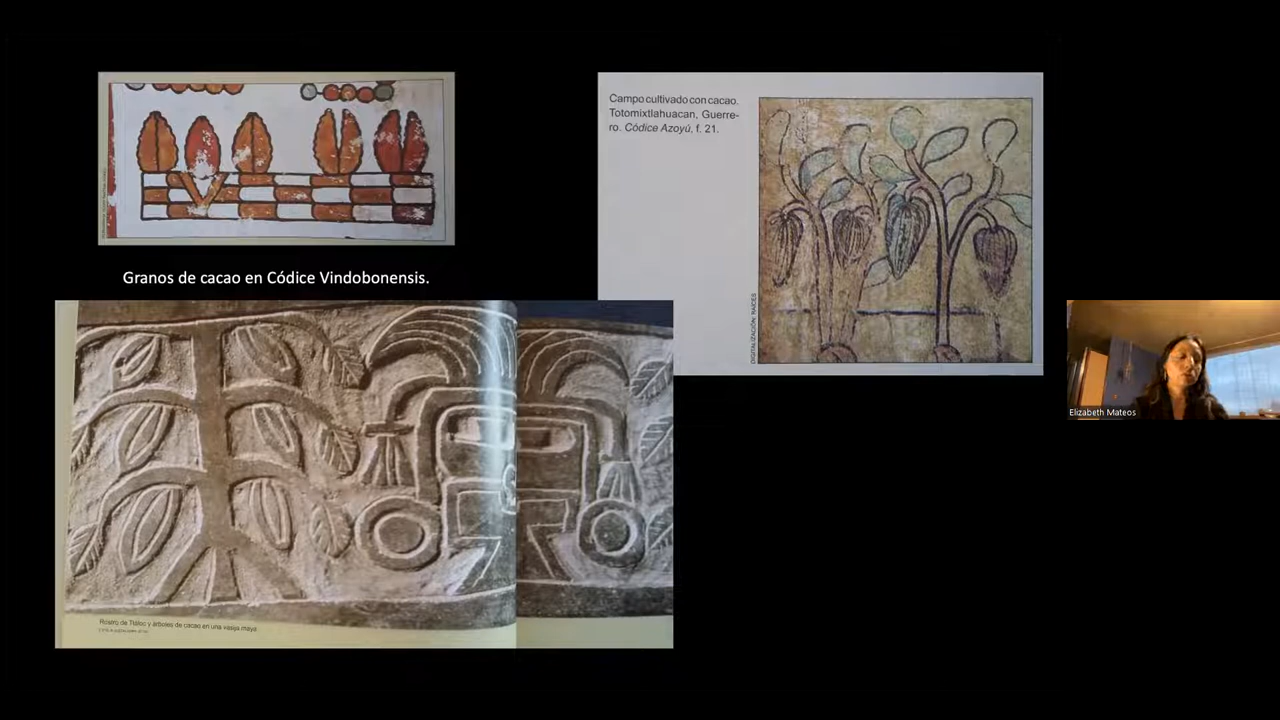 Campo cultivado con cacao.
Totomixtlahuacan, Guerre-
ro. Códice Azoyú, f. 21.
DIGITALIZACIÓN: RAÍCES
Granos de cacao en Códice Vindobonensis.
Elizabeth Mateos
Rostro de Tláloc y árboles de cacao en una vasija maya